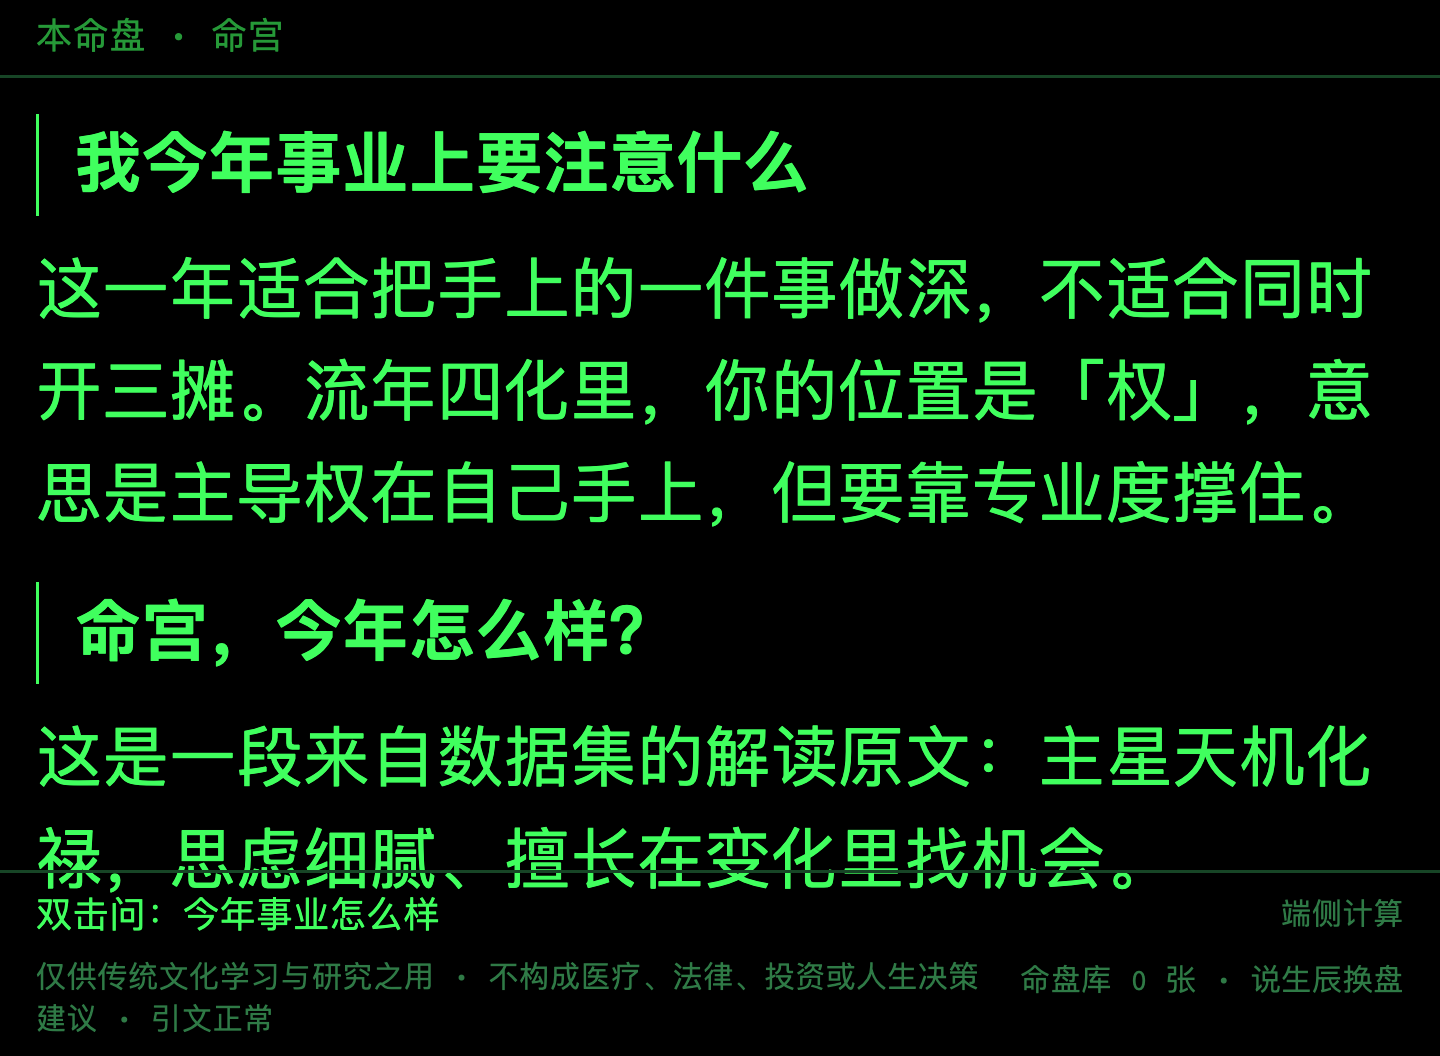 本命盘 · 命宫
我今年事业上要注意什么
这一年适合把手上的一件事做深，不适合同时
开三摊。流年四化里，你的位置是「权」，意
思是主导权在自己手上，但要靠专业度撑住。
命宫，今年怎么样？
这是一段来自数据集的解读原文：主星天机化
禄，思虑细腻、擅长在变化里找机会。
双击问：今年事业怎么样
端侧计算
仅供传统文化学习与研究之用 · 不构成医疗、法律、投资或人生决策
建议 · 引文正常
命盘库 0 张 · 说生辰换盘